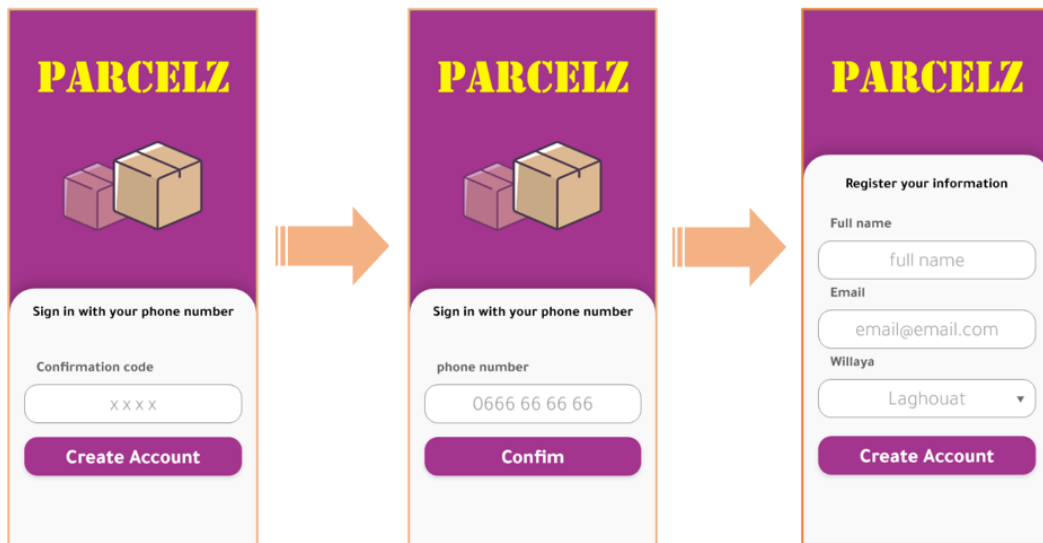 PARCELZ
Sign in with your phone number
Confirmation code
x x x x
Create Account
PARCELZ
Sign in with your phone number
phone number
0666 66 66 66
Confim
PARCELZ
Register your information
Full name
full name
Email
email@email.com
Willaya
Laghouat
Create Account